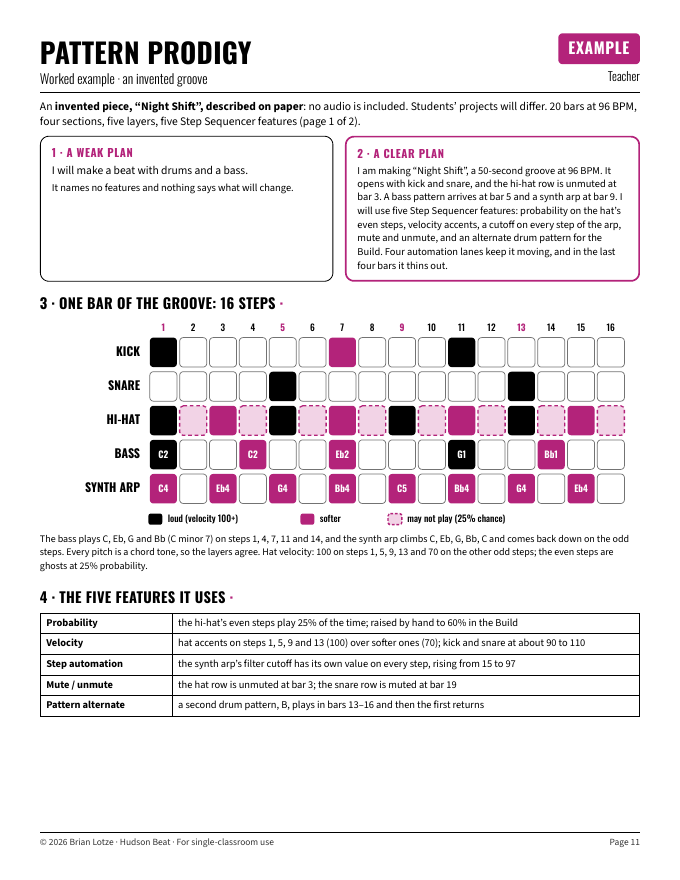 PATTERN PRODIGY
EXAMPLE
Worked example · an invented groove
Teacher
An invented piece, “Night Shift”, described on paper: no audio is included. Students’ projects will differ. 20 bars at 96 BPM,
four sections, five layers, five Step Sequencer features (page 1 of 2).
1 · A WEAK PLAN
I will make a beat with drums and a bass.
It names no features and nothing says what will change.
2 · A CLEAR PLAN
I am making “Night Shift”, a 50-second groove at 96 BPM. It
opens with kick and snare, and the hi-hat row is unmuted at
bar 3. A bass pattern arrives at bar 5 and a synth arp at bar 9. I
will use five Step Sequencer features: probability on the hat’s
even steps, velocity accents, a cutoff on every step of the arp,
mute and unmute, and an alternate drum pattern for the
Build. Four automation lanes keep it moving, and in the last
four bars it thins out.
3 · ONE BAR OF THE GROOVE: 16 STEPS ·
1 2 3 4 5 6 7 8 9 10 11 12 13 14 15 16
KICK
SNARE
HI-HAT
BASS C2 C2 Eb2 G1 Bb1
SYNTH ARP C4 Eb4 G4 Bb4 C5 Bb4 G4 Eb4
loud (velocity 100+) softer may not play (25% chance)
The bass plays C, Eb, G and Bb (C minor 7) on steps 1, 4, 7, 11 and 14, and the synth arp climbs C, Eb, G, Bb, C and comes back down on the odd
steps. Every pitch is a chord tone, so the layers agree. Hat velocity: 100 on steps 1, 5, 9, 13 and 70 on the other odd steps; the even steps are
ghosts at 25% probability.
4 · THE FIVE FEATURES IT USES ·
Probability the hi-hat’s even steps play 25% of the time; raised by hand to 60% in the Build
Velocity hat accents on steps 1, 5, 9 and 13 (100) over softer ones (70); kick and snare at about 90 to 110
Step automation the synth arp’s filter cutoff has its own value on every step, rising from 15 to 97
Mute / unmute the hat row is unmuted at bar 3; the snare row is muted at bar 19
Pattern alternate a second drum pattern, B, plays in bars 13–16 and then the first returns
© 2026 Brian Lotze · Hudson Beat · For single-classroom use
Page 11